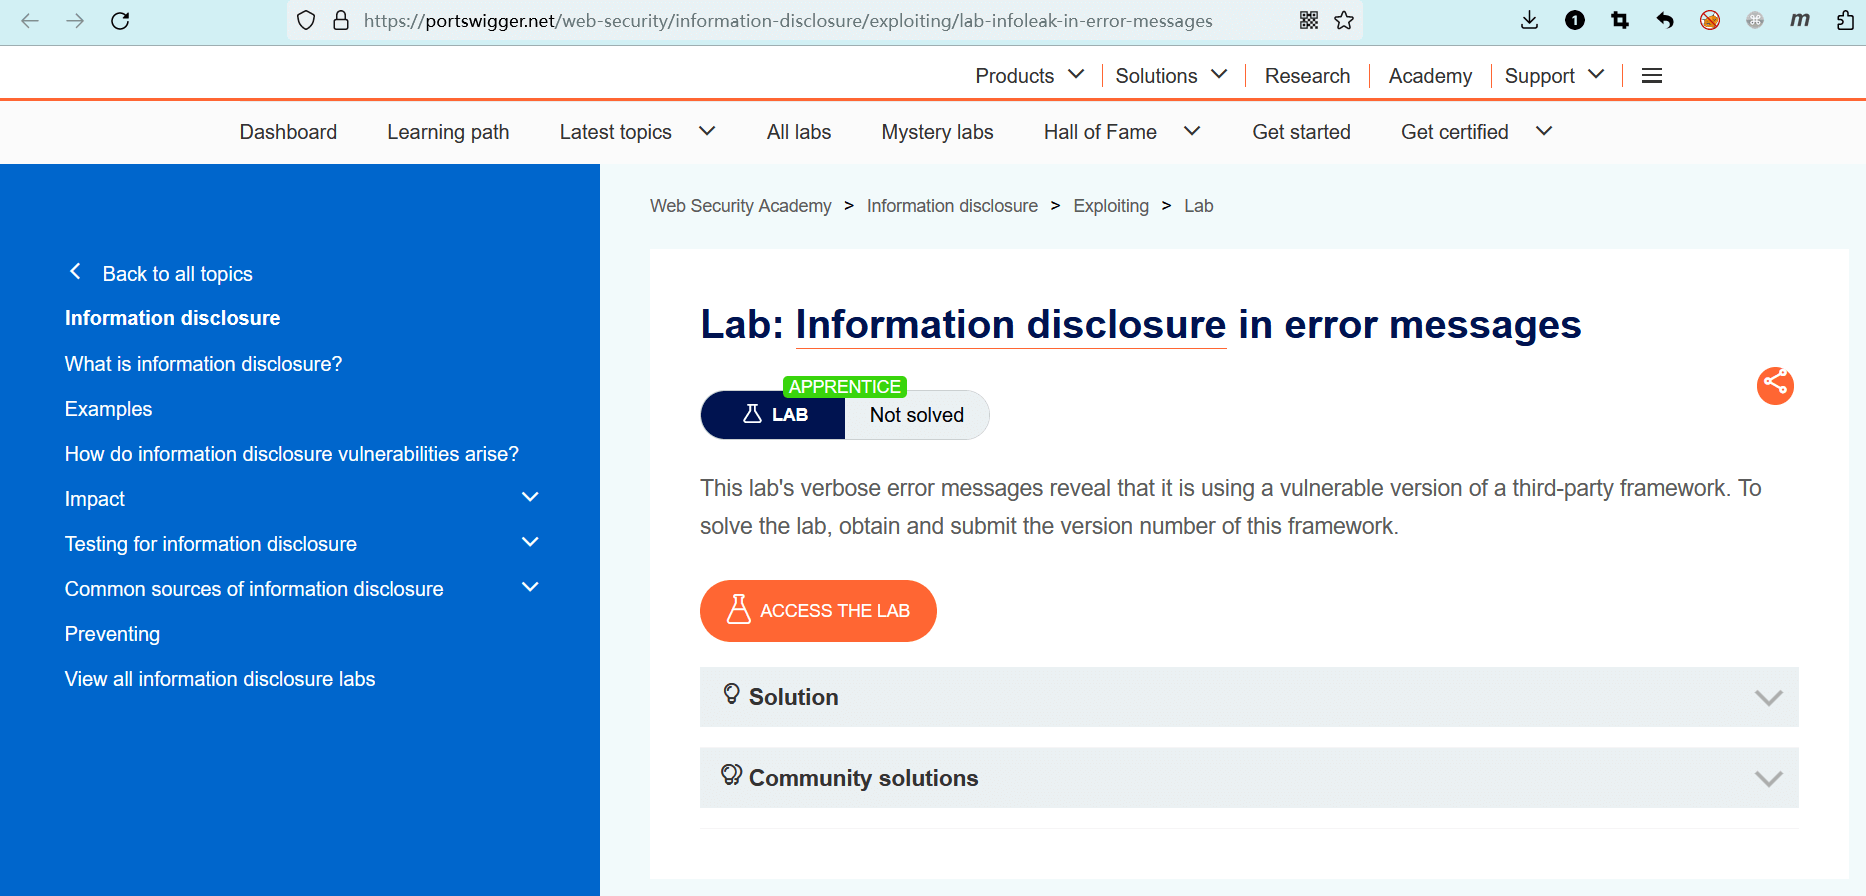 https://portswigger.net/web-security/information-disclosure/exploiting/lab-infoleak-in-error-messages
1
m
Products
Solutions
Research
Academy
Support
Dashboard
Learning path
Latest topics
All labs
Mystery labs
Hall of Fame
Get started
Get certified
Back to all topics
Information disclosure
What is information disclosure?
Examples
How do information disclosure vulnerabilities arise?
Impact
Testing for information disclosure
Common sources of information disclosure
Preventing
View all information disclosure labs
Web Security Academy > Information disclosure > Exploiting > Lab
Lab: Information disclosure in error messages
APPRENTICE
LAB
Not solved
This lab's verbose error messages reveal that it is using a vulnerable version of a third-party framework. To
solve the lab, obtain and submit the version number of this framework.
ACCESS THE LAB
Solution
Community solutions